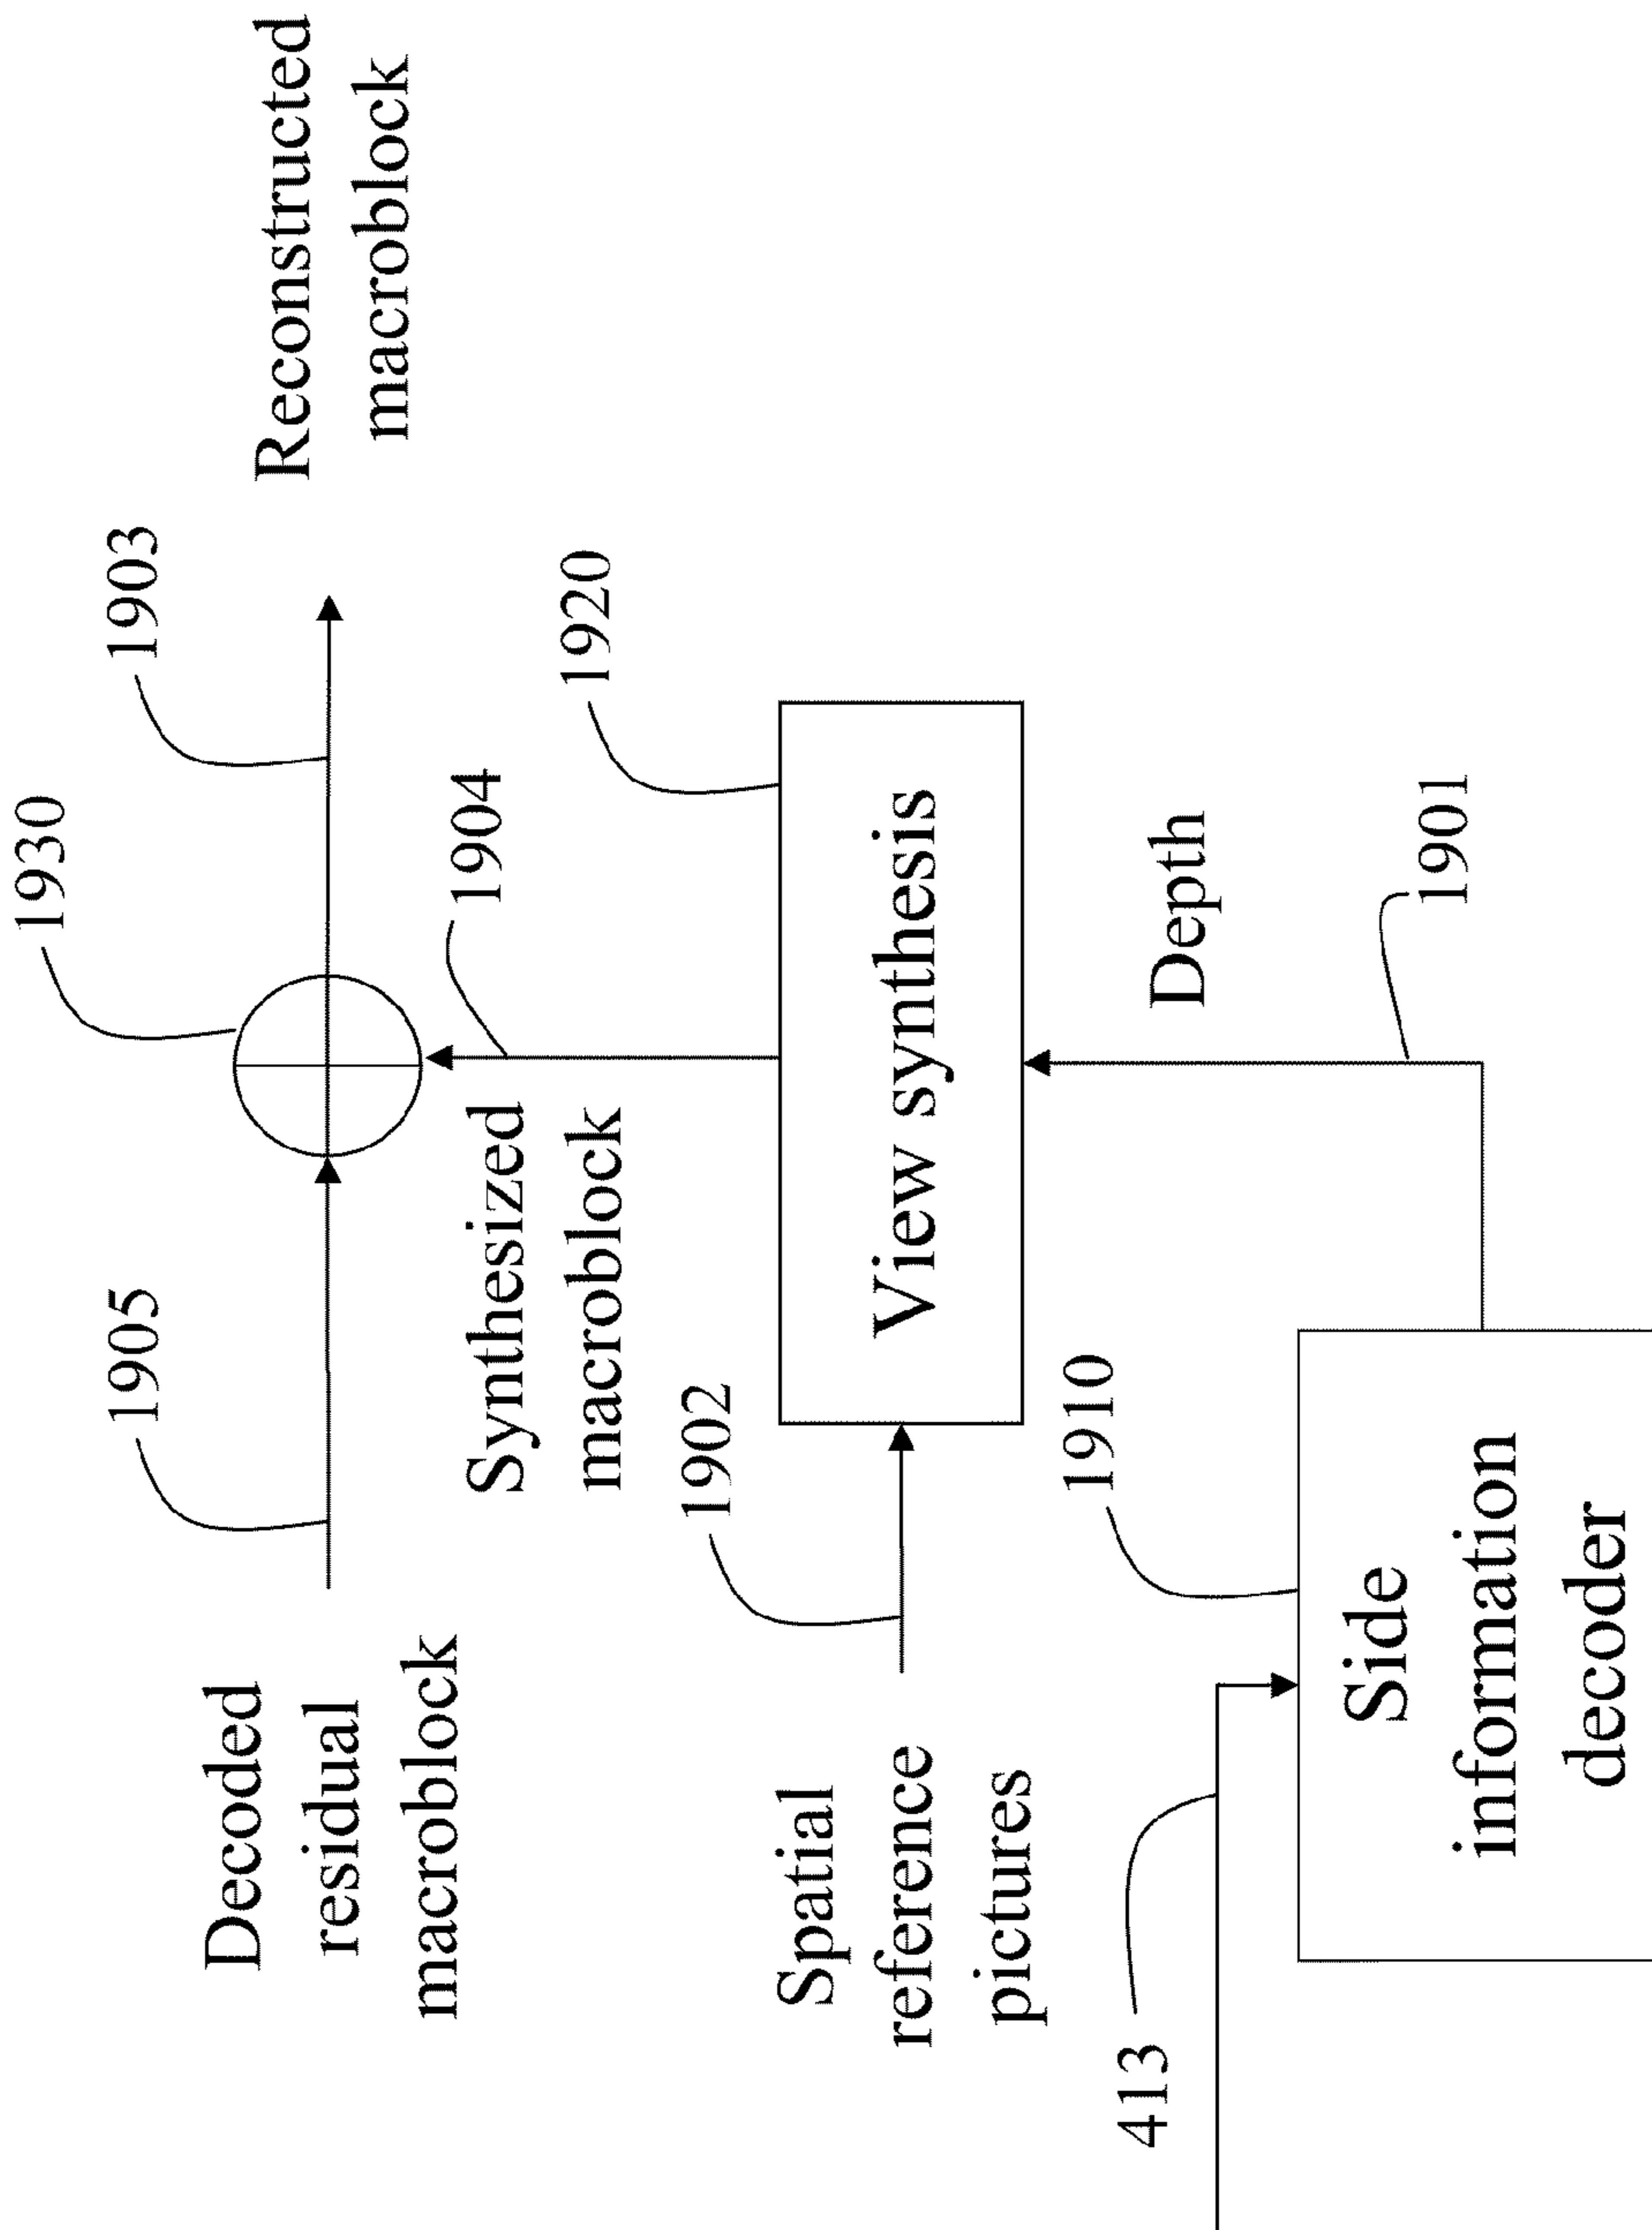 1930
1905
1903
Decoded
residual
macroblock
Reconstructed
macroblock
1904
Synthesized
macroblock
1902
1920
Spatial
reference
pictures
View synthesis
413
1910
Depth
Side
information
decoder
1901